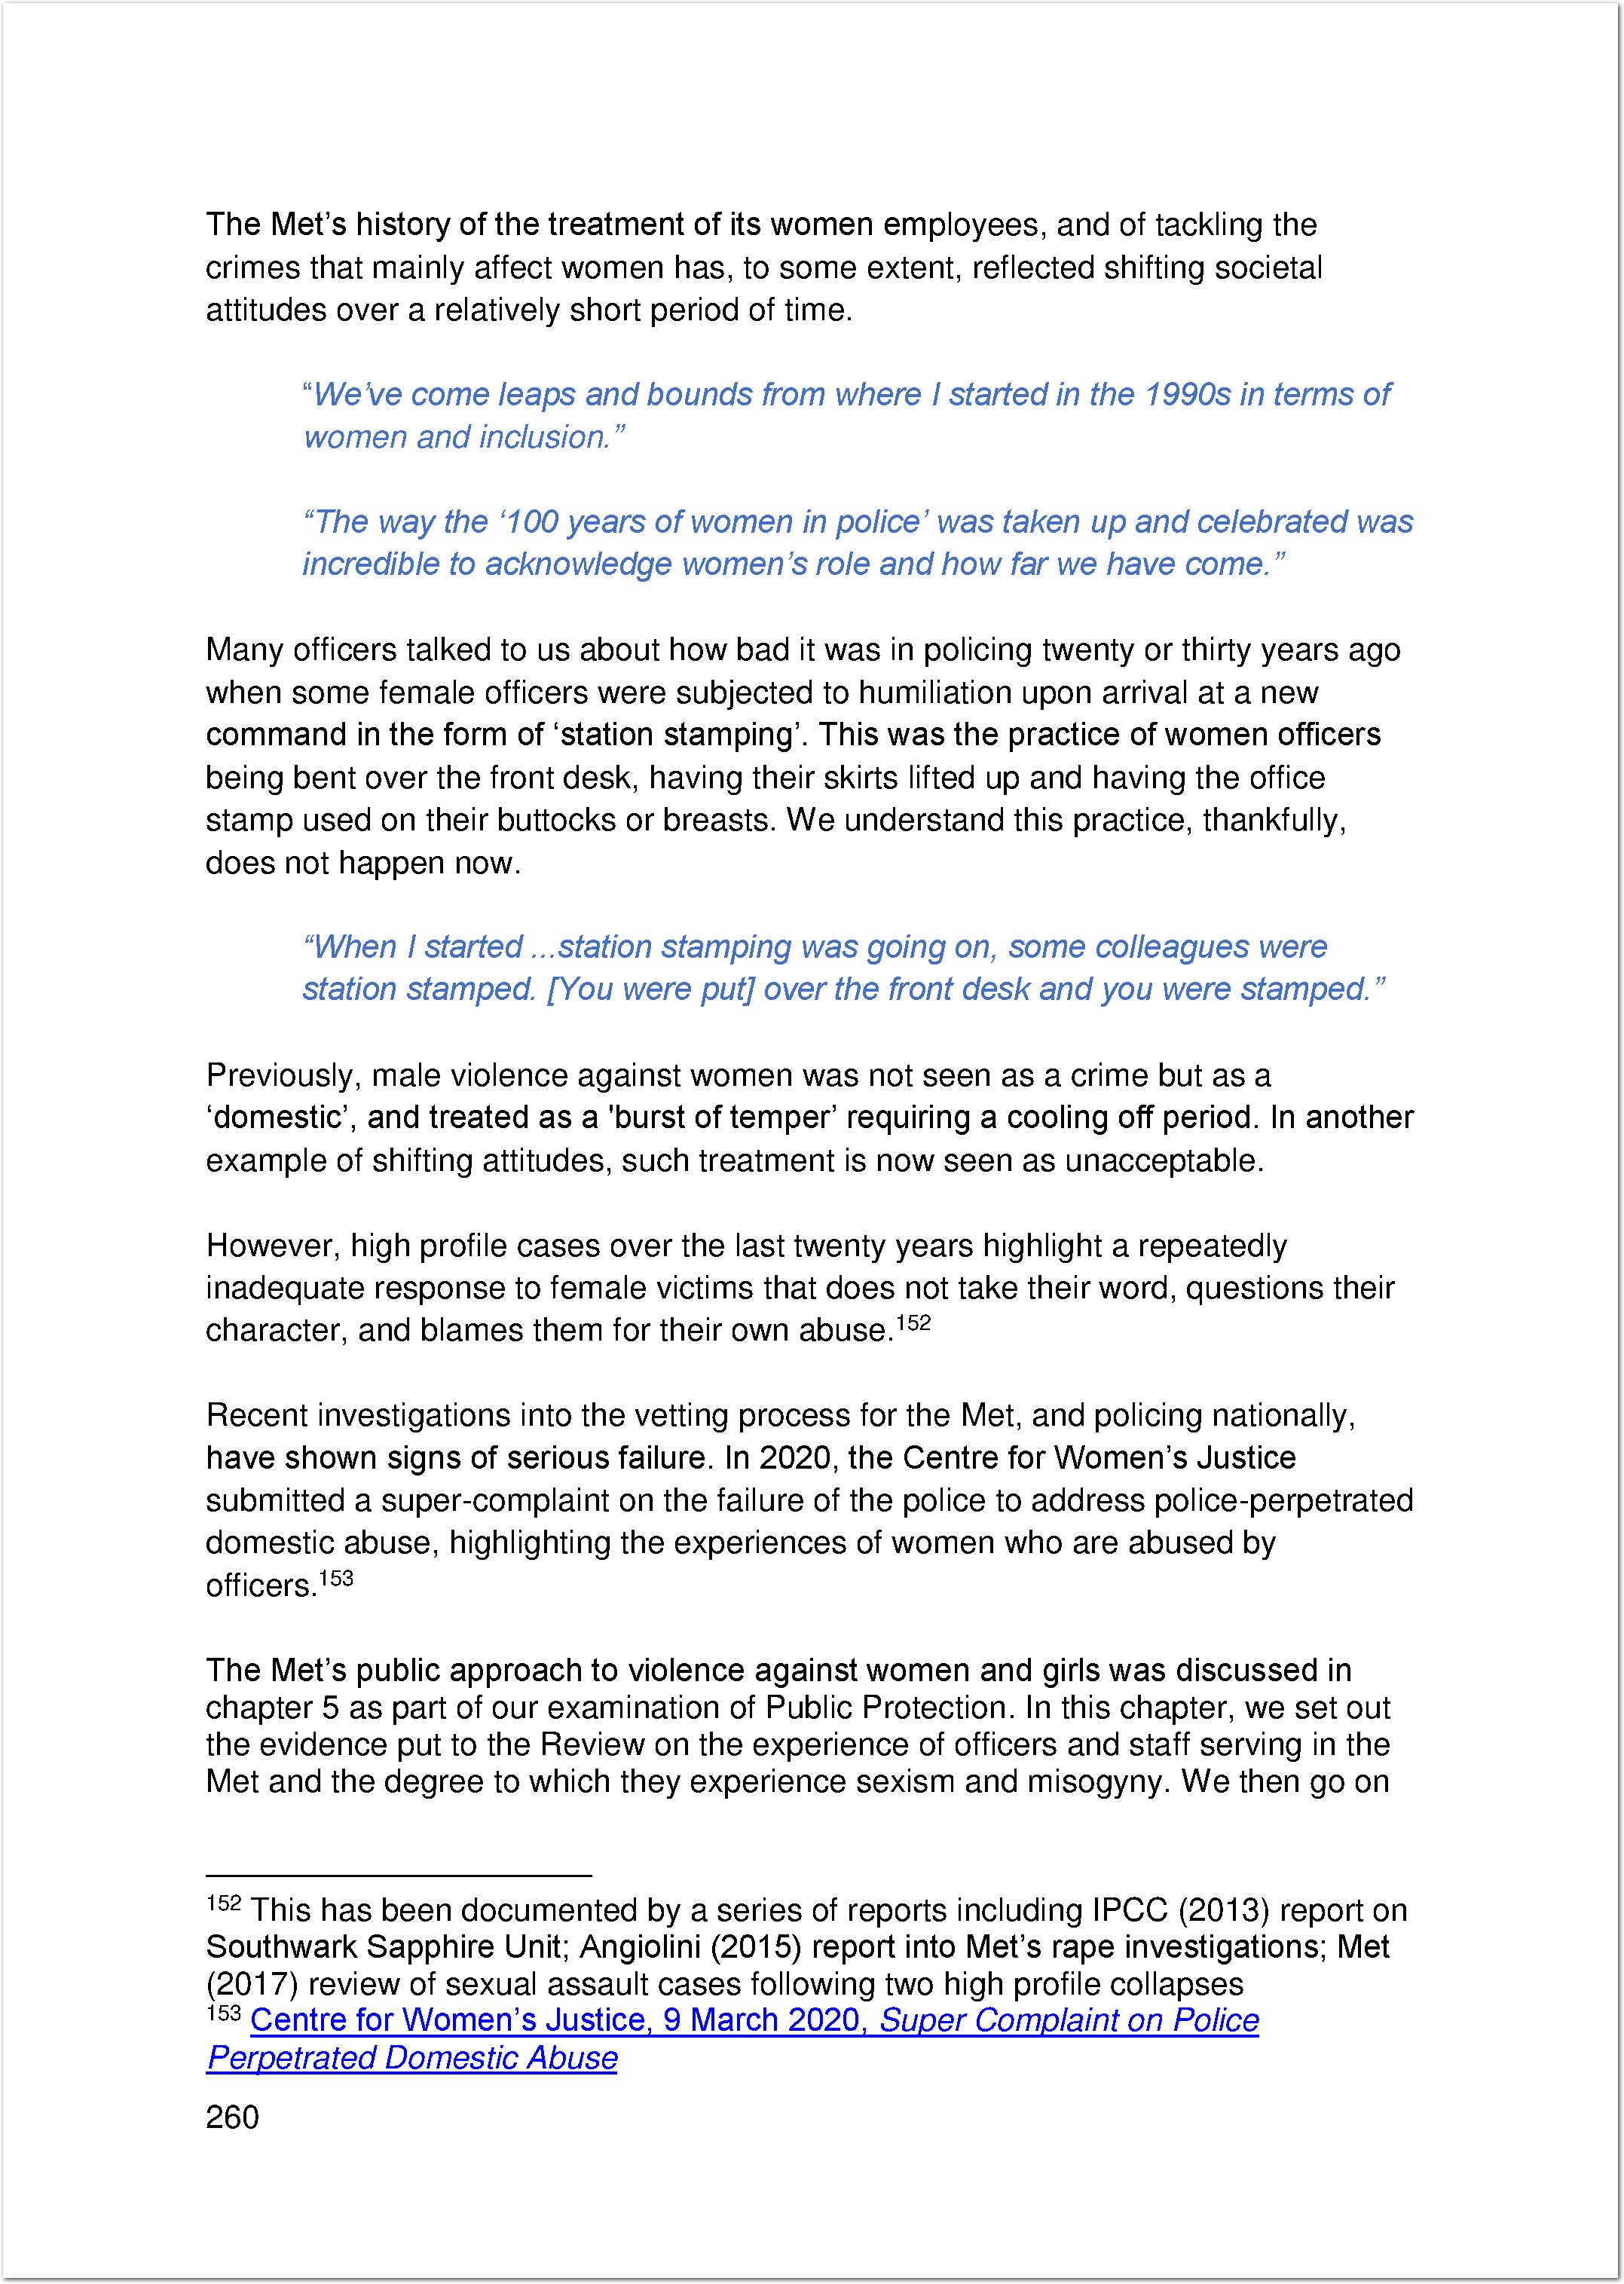 The Met’s history of the treatment of its women employees, and of tackling the
crimes that mainly affect women has, to some extent, reflected shifting societal
attitudes over a relatively short period of time.
“We’ve come leaps and bounds from where I started in the 1990s in terms of
women and inclusion.”
“The way the ‘100 years of women in police’ was taken up and celebrated was
incredible to acknowledge women’s role and how far we have come.”
Many officers talked to us about how bad it was in policing twenty or thirty years ago
when some female officers were subjected to humiliation upon arrival at a new
command in the form of ‘station stamping’. This was the practice of women officers
being bent over the front desk, having their skirts lifted up and having the office
stamp used on their buttocks or breasts. We understand this practice, thankfully,
does not happen now.
“When I started ...station stamping was going on, some colleagues were
station stamped. [You were put] over the front desk and you were stamped.”
Previously, male violence against women was not seen as a crime but as a
‘domestic’, and treated as a 'burst of temper’ requiring a cooling off period. In another
example of shifting attitudes, such treatment is now seen as unacceptable.
However, high profile cases over the last twenty years highlight a repeatedly
inadequate response to female victims that does not take their word, questions their
character, and blames them for their own abuse.152
Recent investigations into the vetting process for the Met, and policing nationally,
have shown signs of serious failure. In 2020, the Centre for Women’s Justice
submitted a super-complaint on the failure of the police to address police-perpetrated
domestic abuse, highlighting the experiences of women who are abused by
officers.153
The Met’s public approach to violence against women and girls was discussed in
chapter 5 as part of our examination of Public Protection. In this chapter, we set out
the evidence put to the Review on the experience of officers and staff serving in the
Met and the degree to which they experience sexism and misogyny. We then go on
152 This has been documented by a series of reports including IPCC (2013) report on
Southwark Sapphire Unit; Angiolini (2015) report into Met’s rape investigations; Met
(2017) review of sexual assault cases following two high profile collapses
153 Centre for Women’s Justice, 9 March 2020, Super Complaint on Police
Perpetrated Domestic Abuse
260